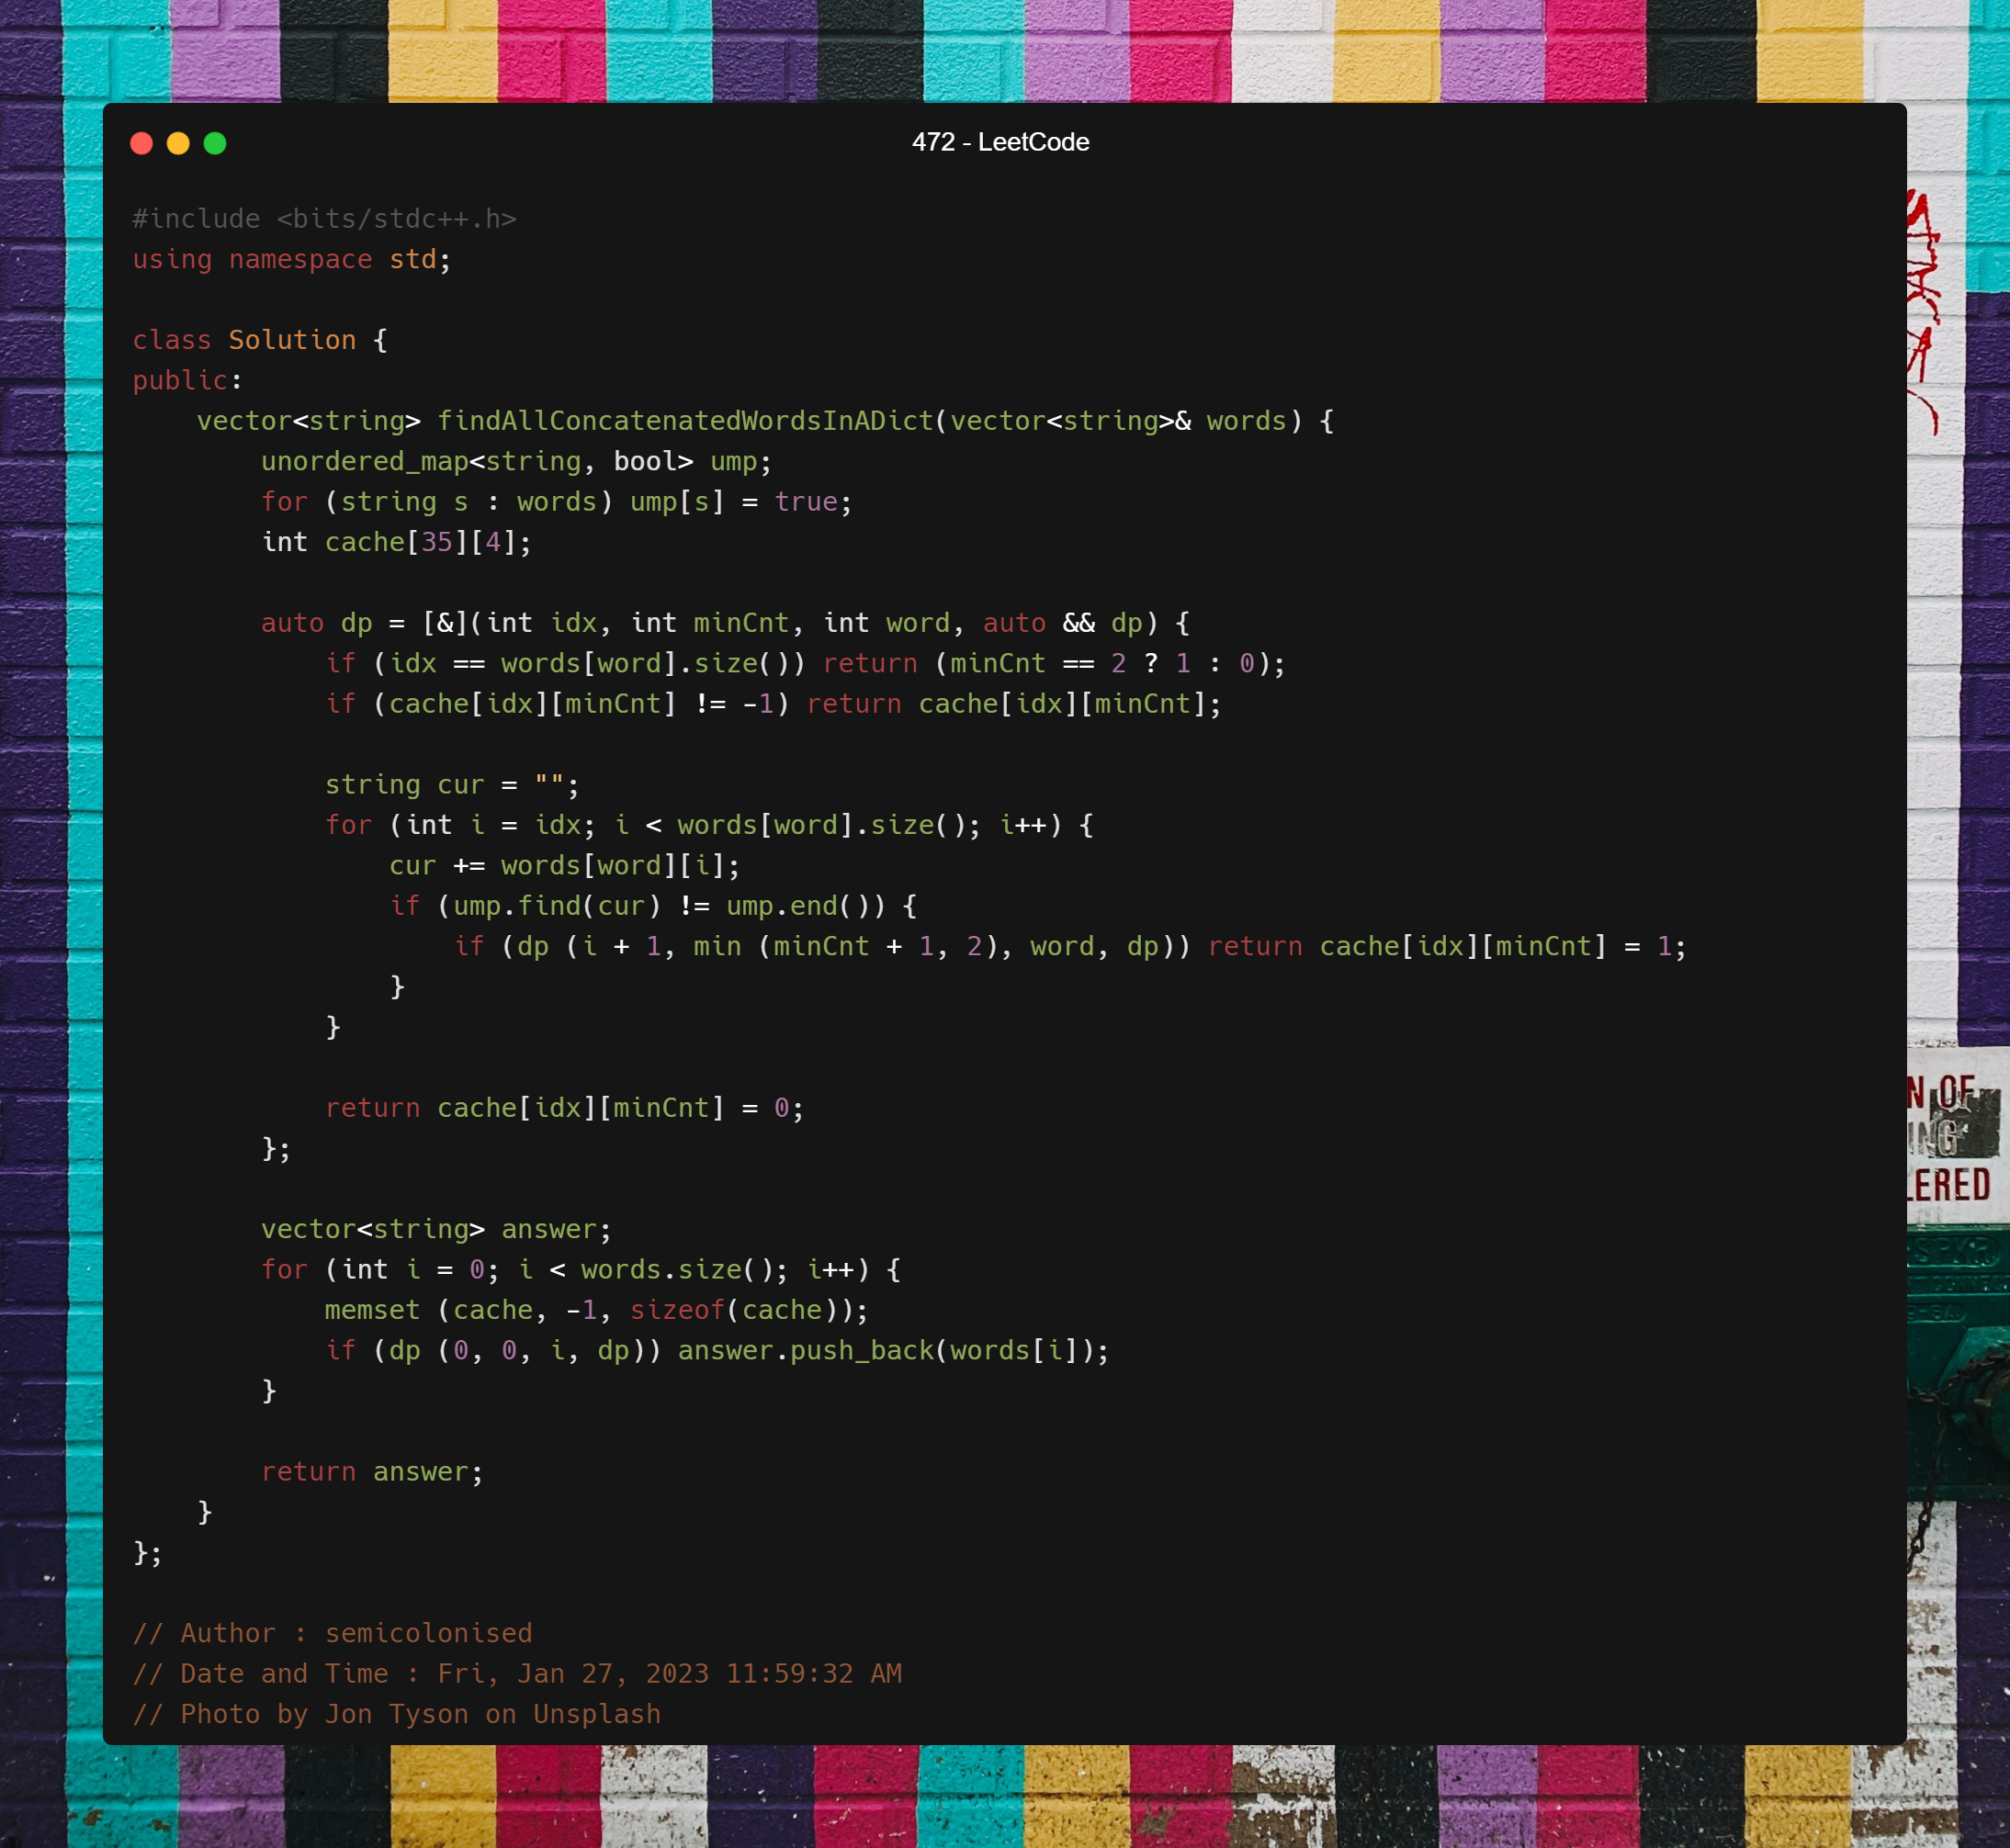 472 - LeetCode
#include <bits/stdc++.h>
using namespace std;
class Solution {
public:
    vector<string> findAllConcatenatedWordsInADict(vector<string>& words) {
        unordered_map<string, bool> ump;
        for (string s : words) ump[s] = true;
        int cache[35][4];
        auto dp = [&](int idx, int minCnt, int word, auto && dp) {
            if (idx == words[word].size()) return (minCnt == 2 ? 1 : 0);
            if (cache[idx][minCnt] != -1) return cache[idx][minCnt];
            string cur = "";
            for (int i = idx; i < words[word].size(); i++) {
                cur += words[word][i];
                if (ump.find(cur) != ump.end()) {
                    if (dp (i + 1, min (minCnt + 1, 2), word, dp)) return cache[idx][minCnt] = 1;
                }
            }
            return cache[idx][minCnt] = 0;
        };
        vector<string> answer;
        for (int i = 0; i < words.size(); i++) {
            memset (cache, -1, sizeof(cache));
            if (dp (0, 0, i, dp)) answer.push_back(words[i]);
        }
        return answer;
    }
};
// Author : semicolonised
// Date and Time : Fri, Jan 27, 2023 11:59:32 AM
// Photo by Jon Tyson on Unsplash
N OF
ING
LERED